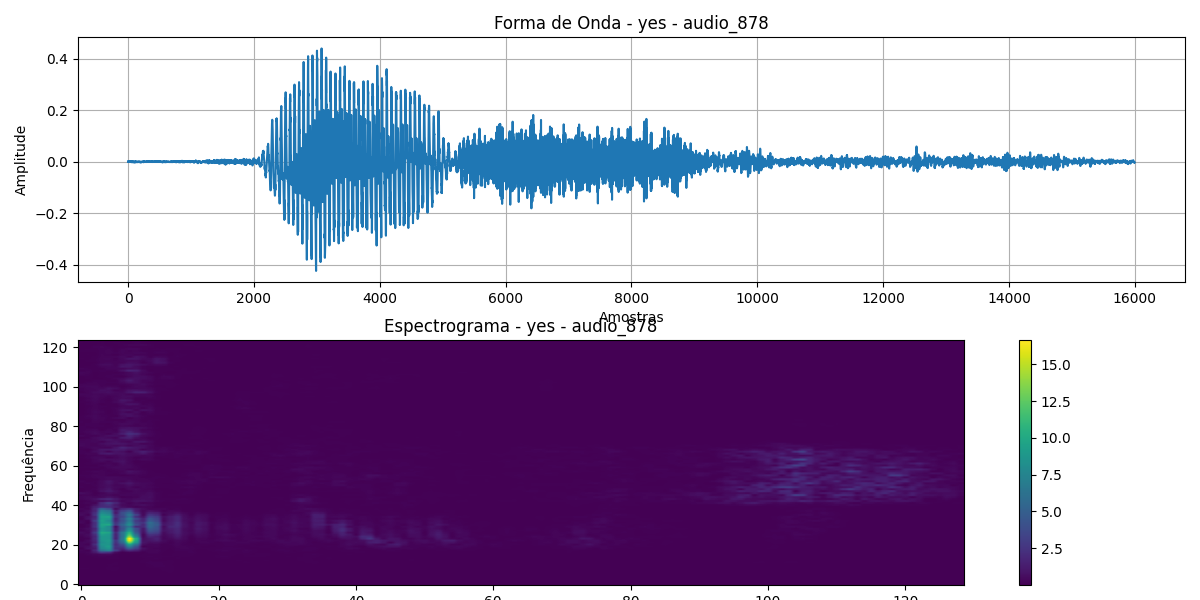 Forma de Onda - yes - audio_878
0.4
0.2
0.0
−0.2
−0.4
Amplitude
0 2000 4000 6000 8000 10000 12000 14000 16000
Amostras
Espectrograma - yes - audio_878
120
100
80
60
40
20
0
Frequência
0 20 40 60 80 100 120
15.0
12.5
10.0
7.5
5.0
2.5